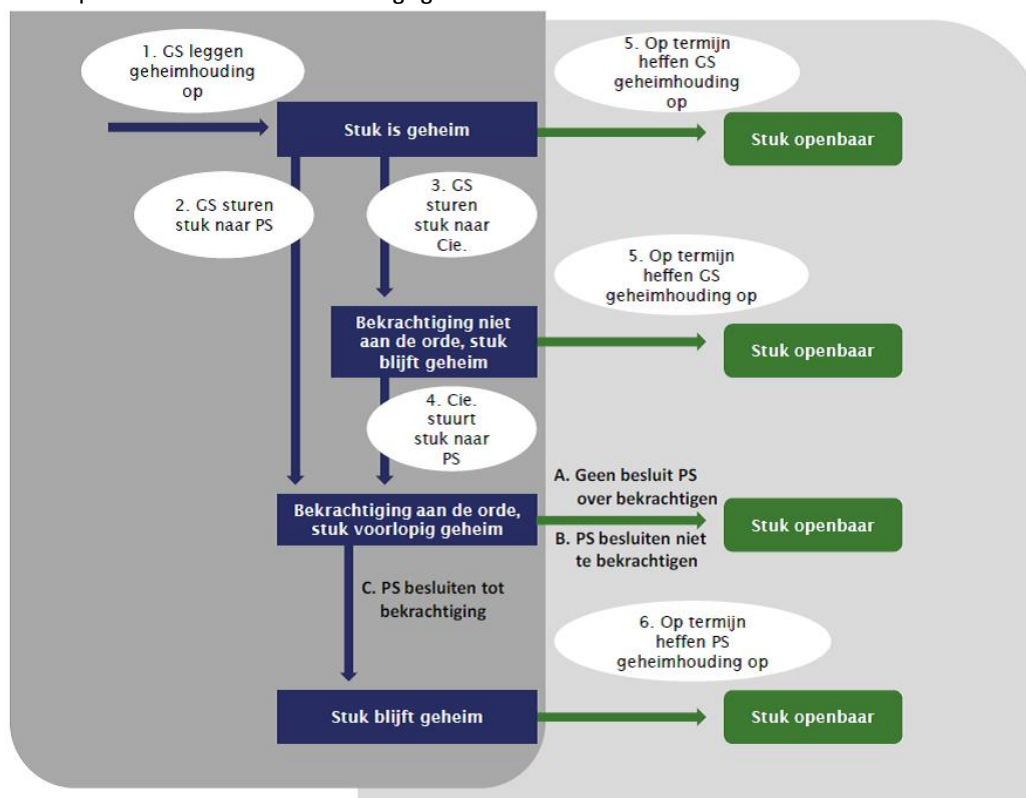 1. GS leggen
geheimhouding
op
5. Op termijn
heffen GS
geheimhouding
op
Stuk is geheim
Stuk openbaar
2. GS sturen
stuk naar PS
3. GS
sturen
stuk naar
Cie.
5. Op termijn
heffen GS
geheimhouding op
Bekrachtiging niet
aan de orde, stuk
blijft geheim
Stuk openbaar
4. Cie.
stuurt
stuk naar
PS
A. Geen besluit PS
over bekrachtigen
Bekrachtiging aan de orde,
stuk voorlopig geheim
Stuk openbaar
B. PS besluiten niet
te bekrachtigen
C. PS besluiten tot
bekrachtiging
6. Op termijn
heffen PS
geheimhouding op
Stuk blijft geheim
Stuk openbaar